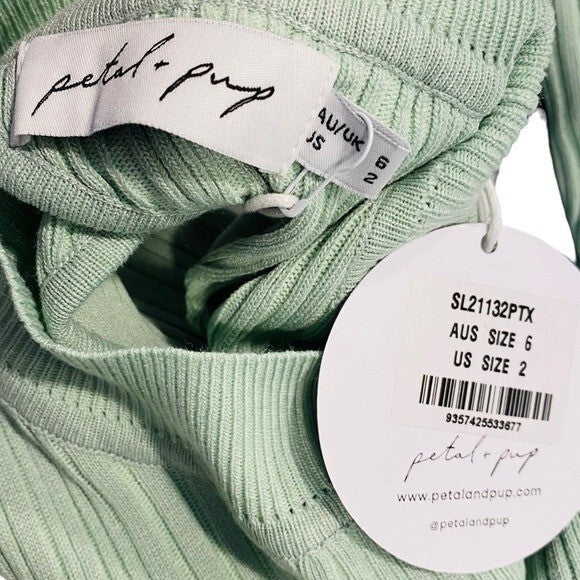 petal + pup
AU/UK 6
US 2
SL21132PTX
AUS SIZE 6
US SIZE 2
9357425533677
petal + pup
www.petalandpup.com
@petalandpup